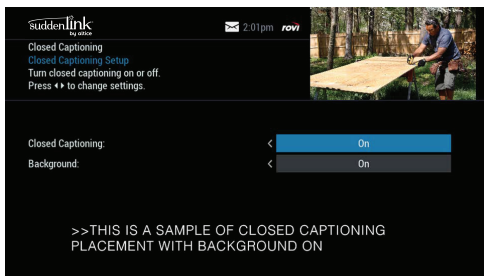 suddenlink
by altice
2:01pm rovi
Closed Captioning
Closed Captioning Setup
Turn closed captioning on or off.
Press ◂ ▸ to change settings.
Closed Captioning: < On
Background: < On
>>THIS IS A SAMPLE OF CLOSED CAPTIONING
PLACEMENT WITH BACKGROUND ON